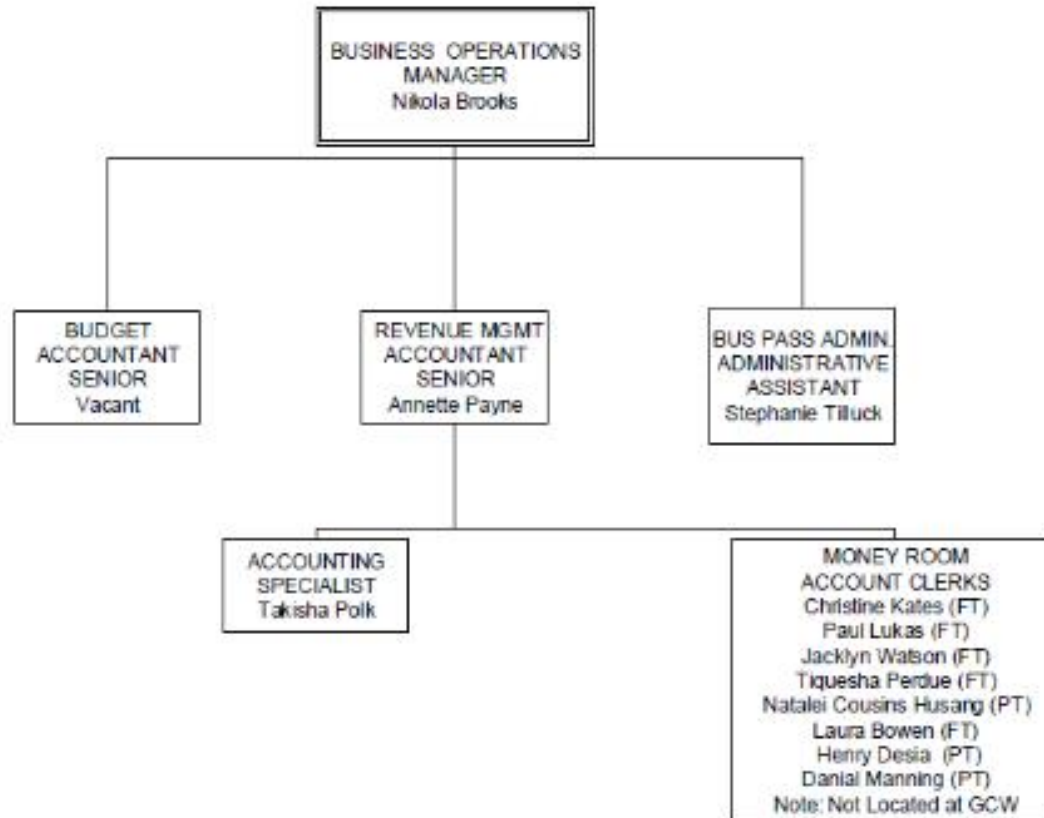 BUSINESS OPERATIONS
MANAGER
Nikola Brooks
BUDGET
ACCOUNTANT
SENIOR
Vacant
REVENUE MGMT
ACCOUNTANT
SENIOR
Annette Payne
BUS PASS ADMIN.
ADMINISTRATIVE
ASSISTANT
Stephanie Tilluck
ACCOUNTING
SPECIALIST
Takisha Polk
MONEY ROOM
ACCOUNT CLERKS
Christine Kates (FT)
Paul Lukas (FT)
Jacklyn Watson (FT)
Tiquesha Perdue (FT)
Natalei Cousins Husang (PT)
Laura Bowen (FT)
Henry Desia (PT)
Danial Manning (PT)
Note: Not Located at GCW